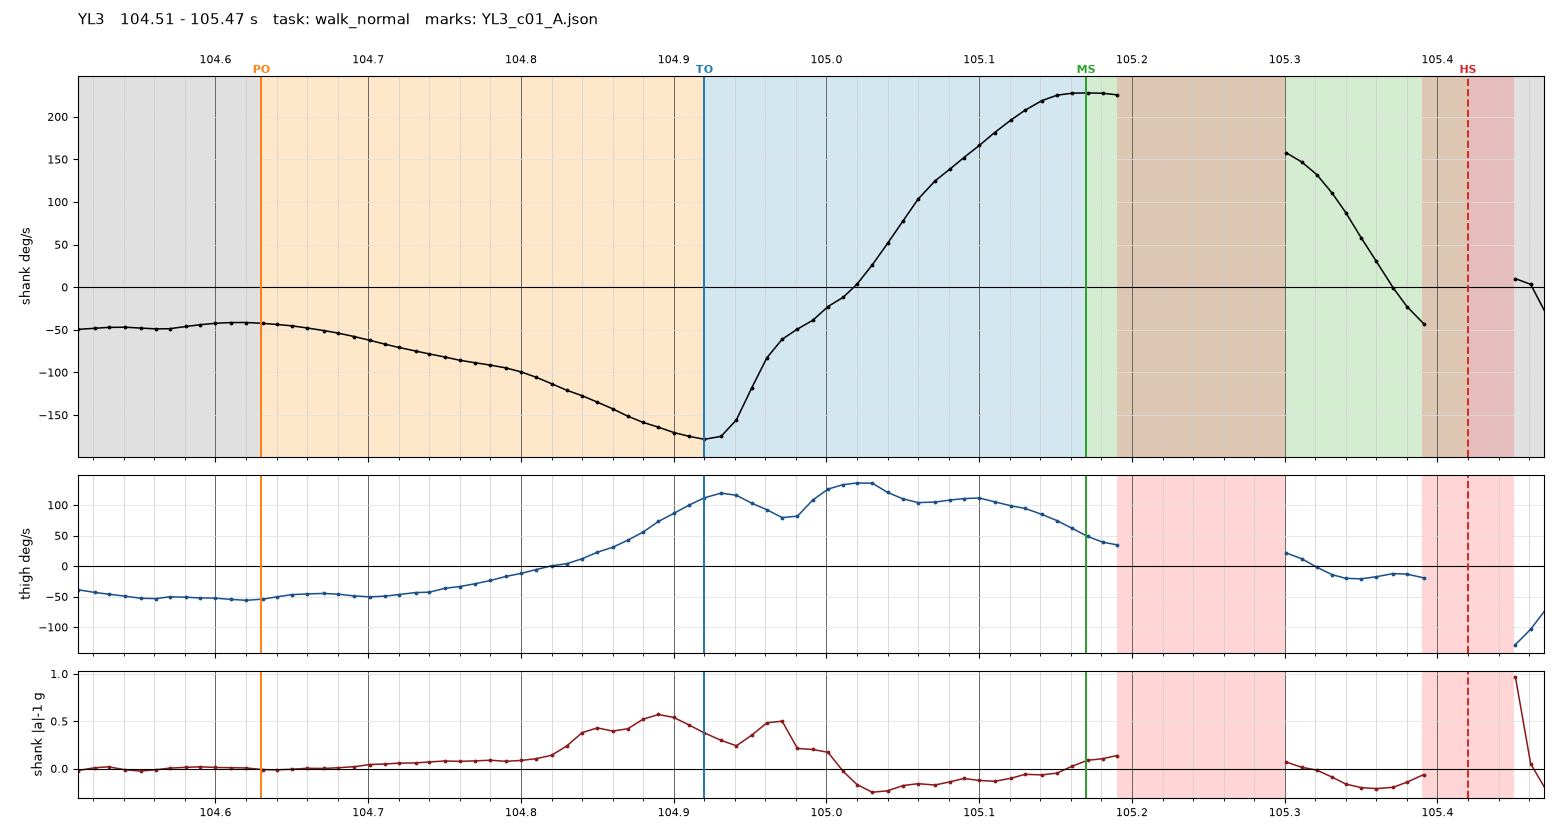 YL3   104.51 - 105.47 s   task: walk_normal   marks: YL3_c01_A.json
104.6 104.7 104.8 104.9 105.0 105.1 105.2 105.3 105.4
PO TO MS HS
shank deg/s
200
150
100
50
0
−50
−100
−150
thigh deg/s
100
50
0
−50
−100
shank |a|-1 g
1.0
0.5
0.0
104.6 104.7 104.8 104.9 105.0 105.1 105.2 105.3 105.4